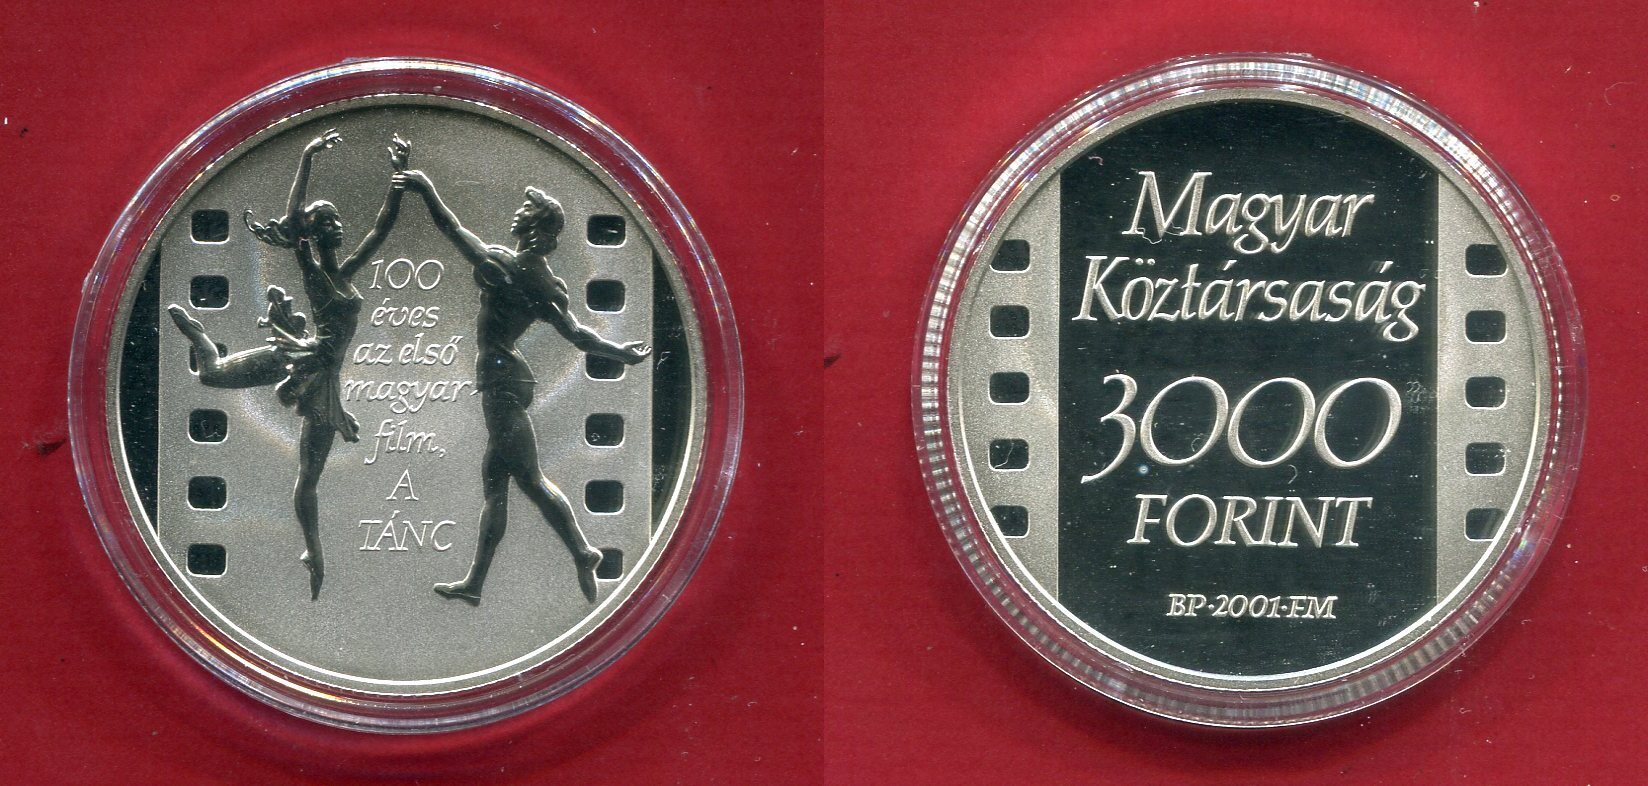 100
éves
az első
magyar
film,
A
TÁNC
Magyar
Köztársaság
3000
FORINT
BP·2001·FM